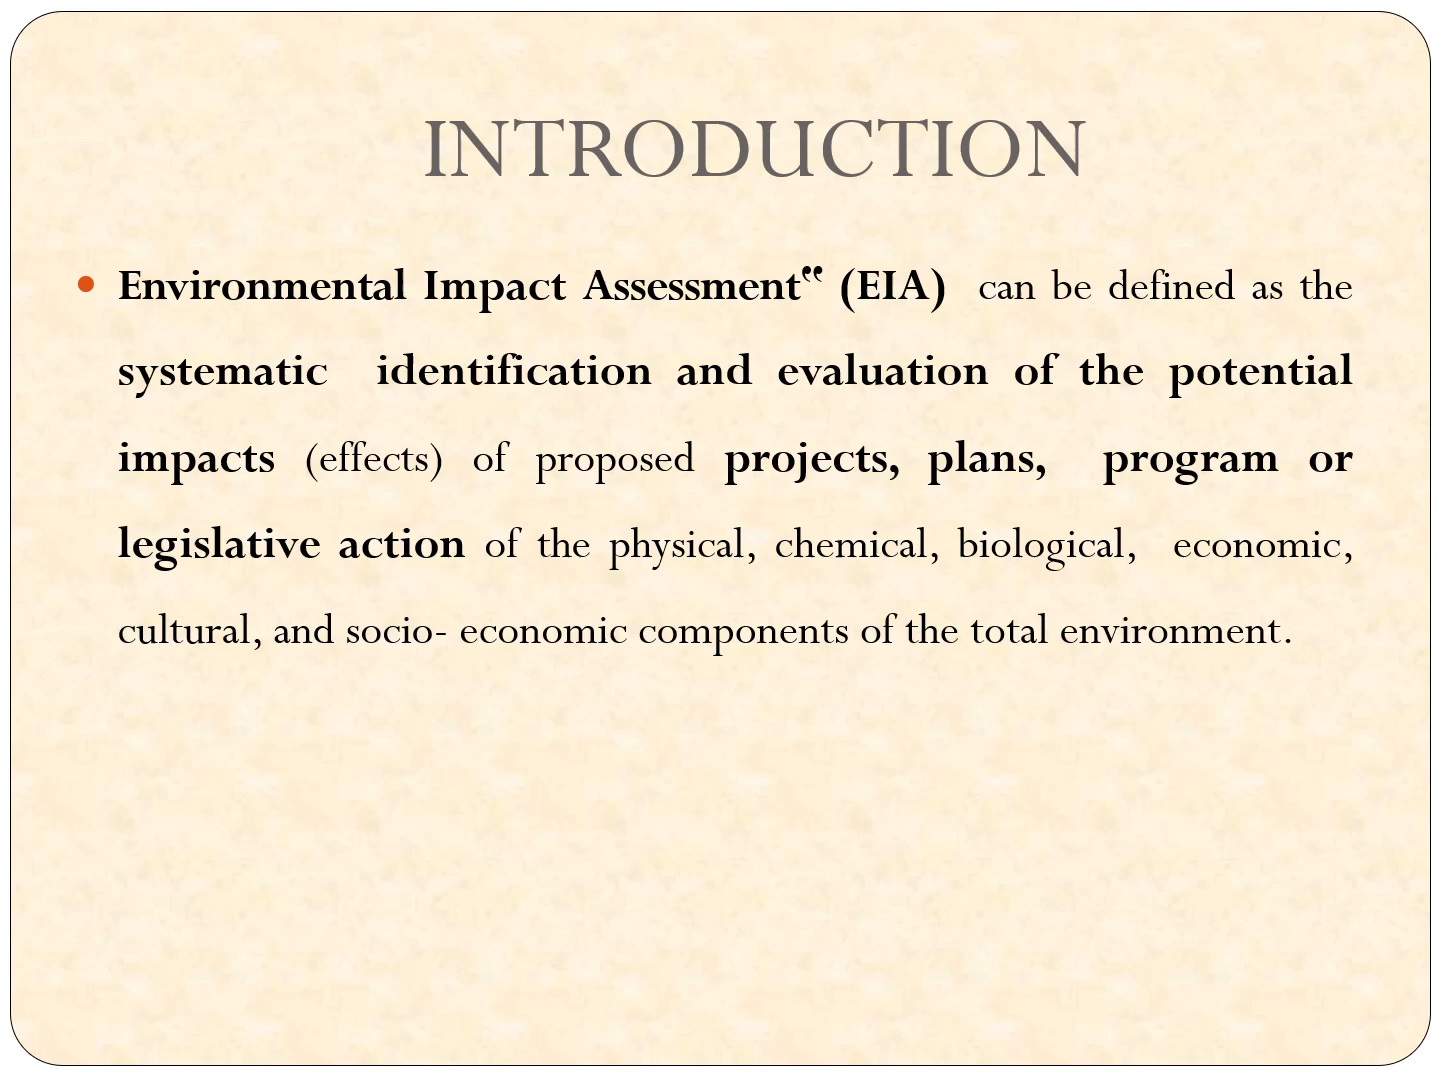 INTRODUCTION
• Environmental Impact Assessment‟ (EIA) can be defined as the
systematic identification and evaluation of the potential
impacts (effects) of proposed projects, plans, program or
legislative action of the physical, chemical, biological, economic,
cultural, and socio- economic components of the total environment.